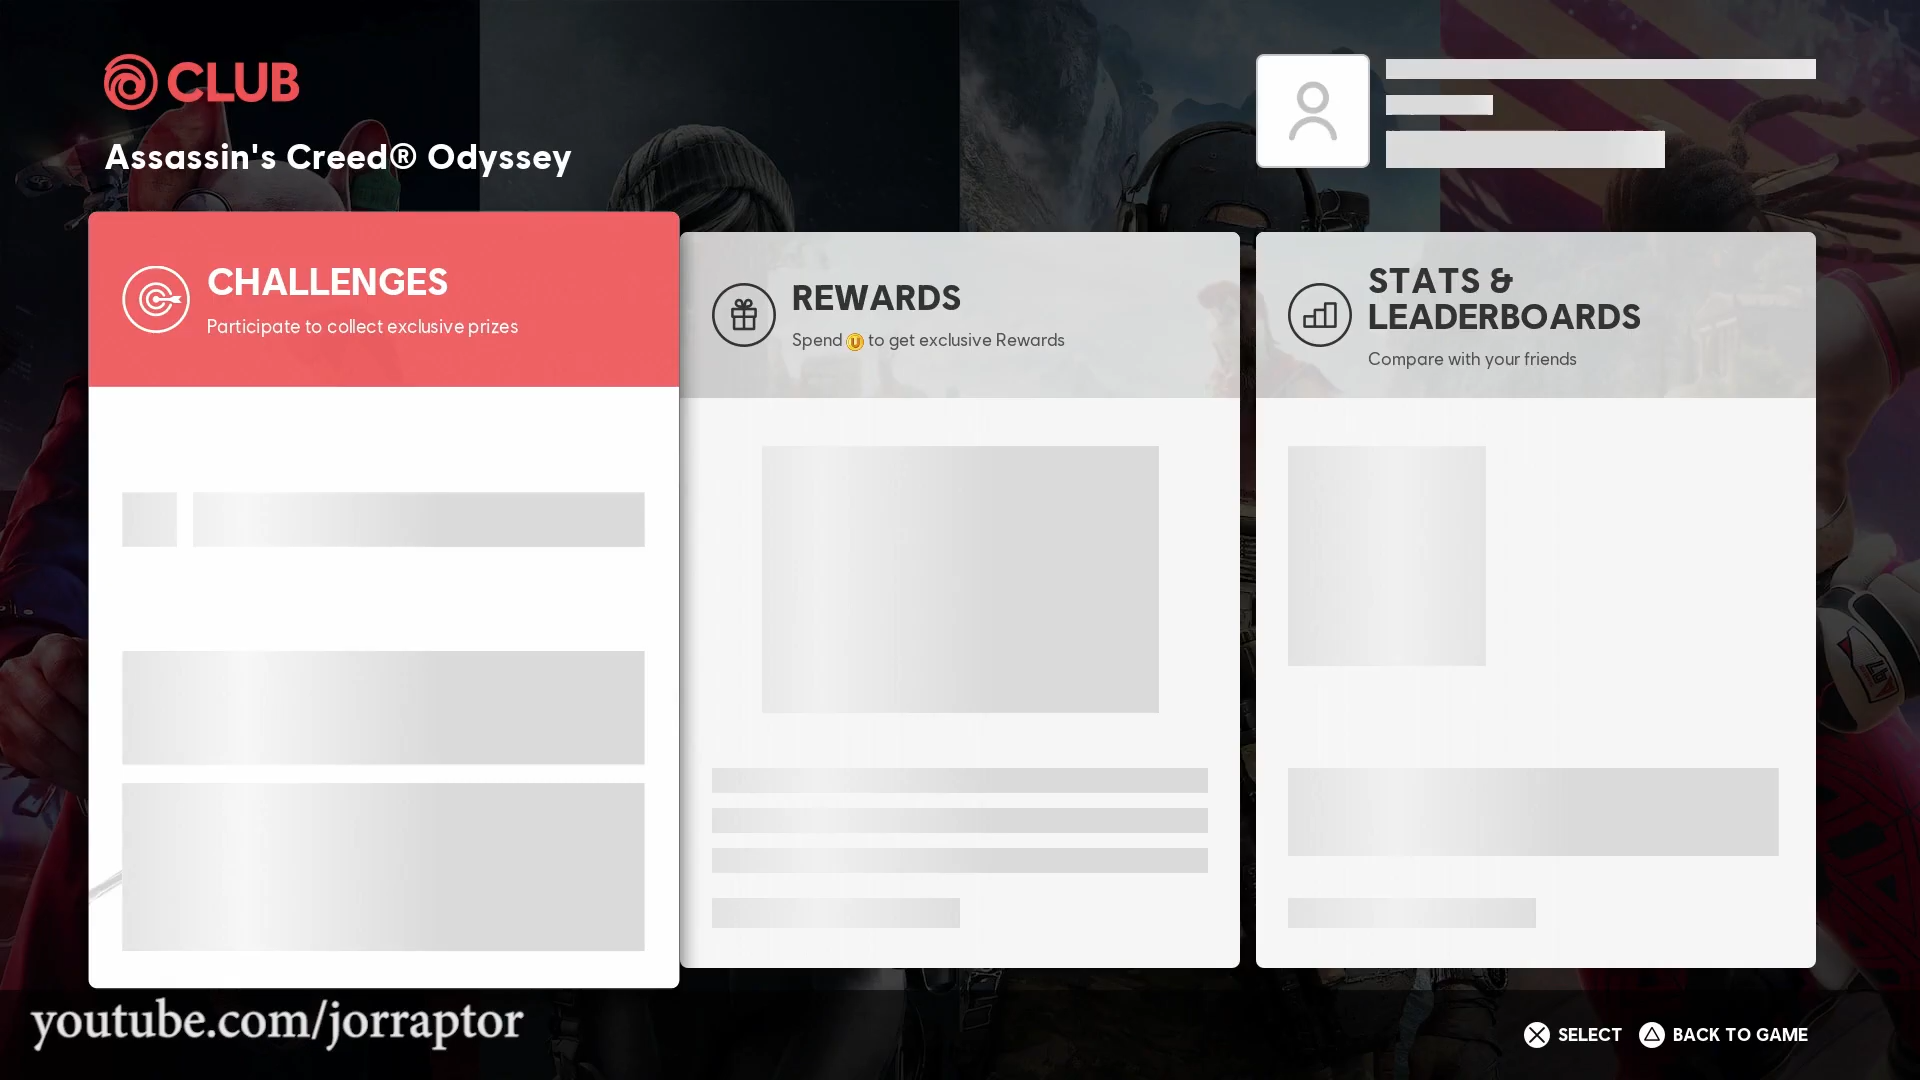 CLUB
Assassin's Creed® Odyssey
CHALLENGES
Participate to collect exclusive prizes
REWARDS
Spend U to get exclusive Rewards
STATS &
LEADERBOARDS
Compare with your friends
youtube.com/jorraptor
SELECT
BACK TO GAME